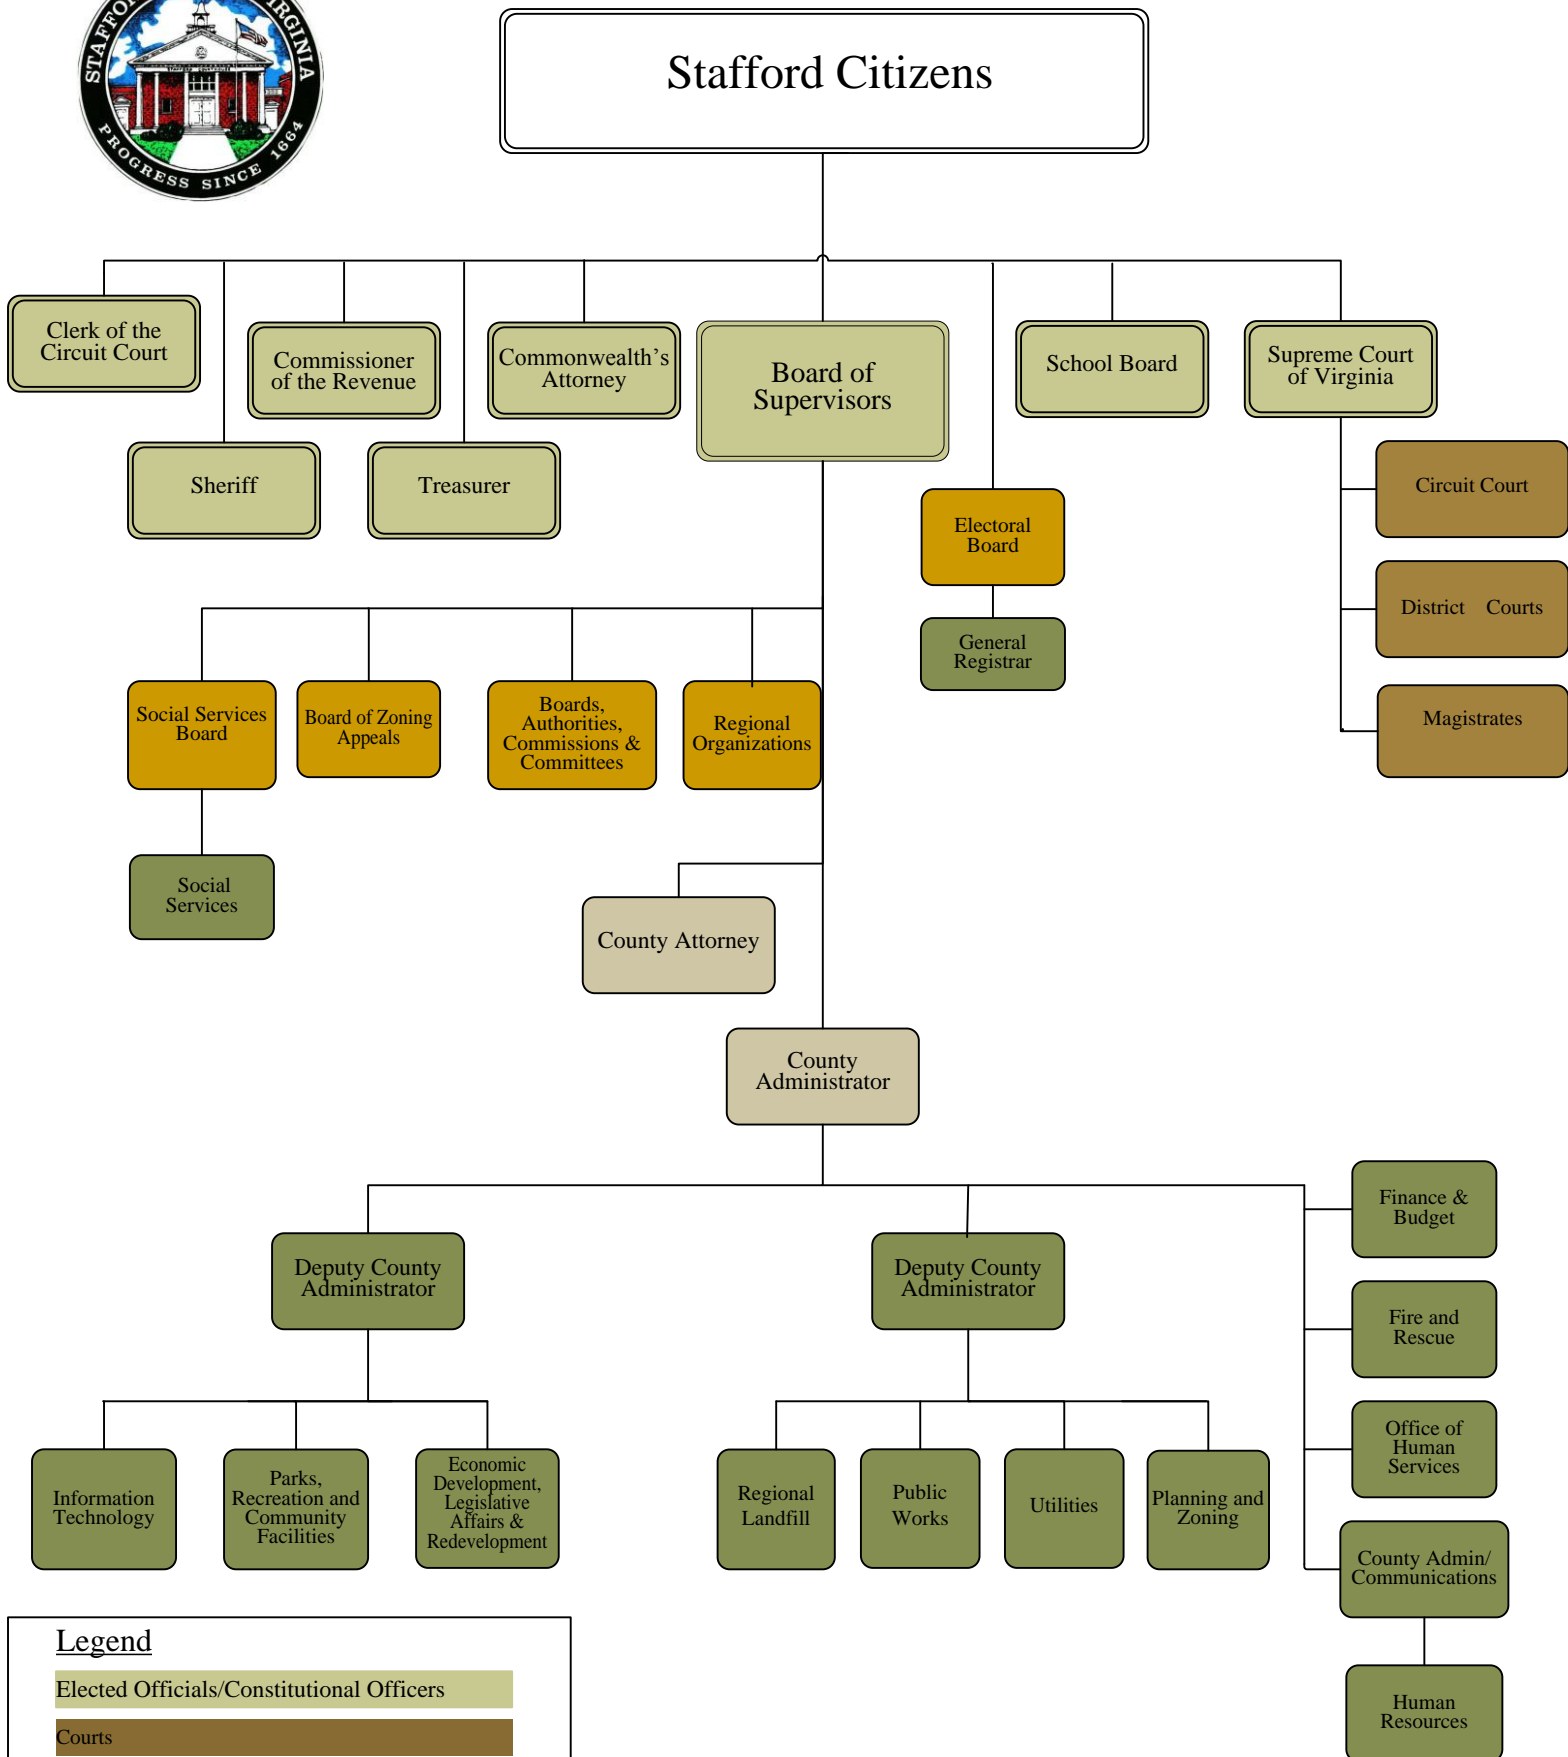 STAFFOR
RGINIA
PROGRESS SINCE 1664
Stafford Citizens
Clerk of the
Circuit Court
Commissioner
of the Revenue
Commonwealth's
Attorney
Board of
Supervisors
School Board
Supreme Court
of Virginia
Sheriff
Treasurer
Circuit Court
Electoral
Board
District Courts
General
Registrar
Magistrates
Social Services
Board
Board of Zoning
Appeals
Boards,
Authorities,
Commissions &
Committees
Regional
Organizations
Social
Services
County Attorney
County
Administrator
Deputy County
Administrator
Deputy County
Administrator
Finance &
Budget
Fire and
Rescue
Office of
Human
Services
Information
Technology
Parks,
Recreation and
Community
Facilities
Economic
Development,
Legislative
Affairs &
Redevelopment
Regional
Landfill
Public
Works
Utilities
Planning and
Zoning
County Admin/
Communications
Human
Resources
Legend
Elected Officials/Constitutional Officers
Courts